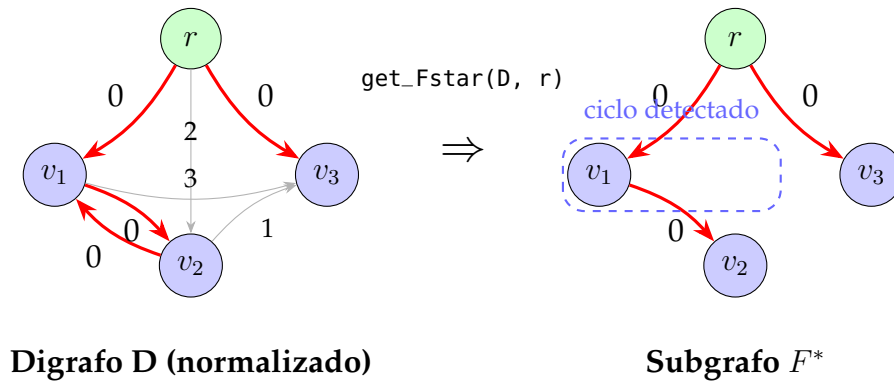 r
0
0
2
v₁
3
v₃
0
0
1
v₂
Digrafo D (normalizado)
get_Fstar(D, r)
⇒
r
0
0
ciclo detectado
v₁
v₃
0
v₂
Subgrafo F*